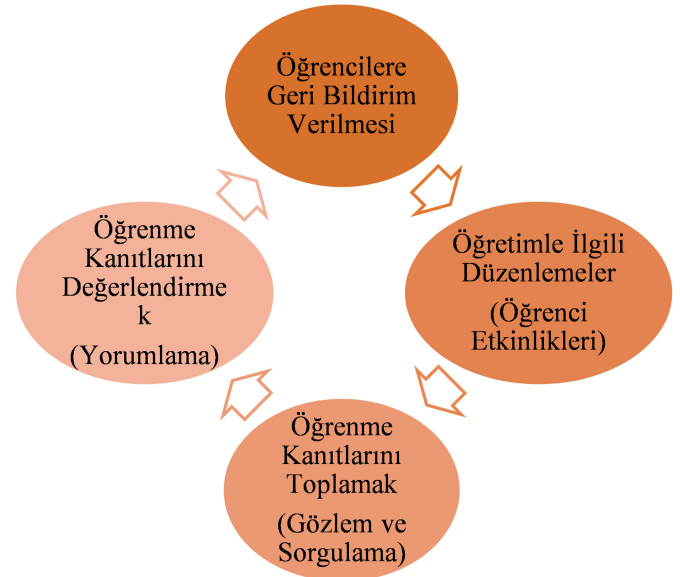 Öğrencilere
Geri Bildirim
Verilmesi
Öğretimle İlgili
Düzenlemeler
(Öğrenci
Etkinlikleri)
Öğrenme
Kanıtlarını
Toplamak
(Gözlem ve
Sorgulama)
Öğrenme
Kanıtlarını
Değerlendirme
k
(Yorumlama)